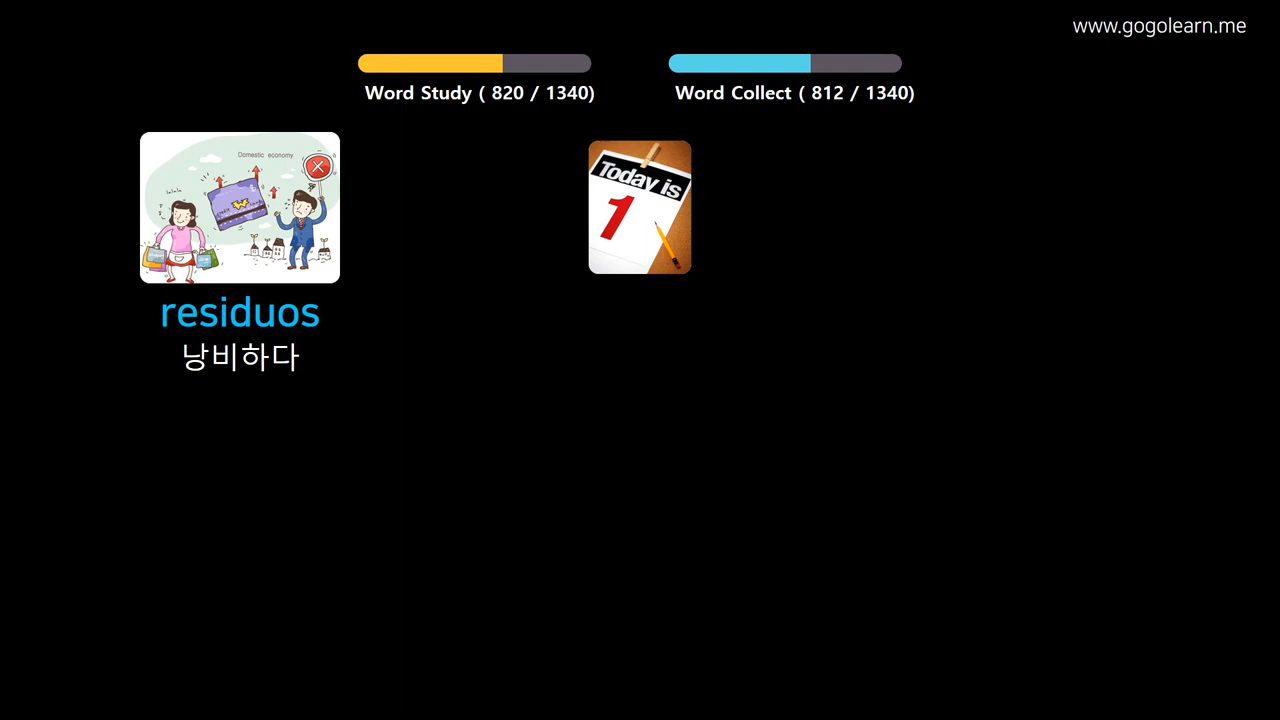 www.gogolearn.me
Word Study ( 820 / 1340)
Word Collect ( 812 / 1340)
Domestic economy
lalala
Today is
1
residuos
낭비하다